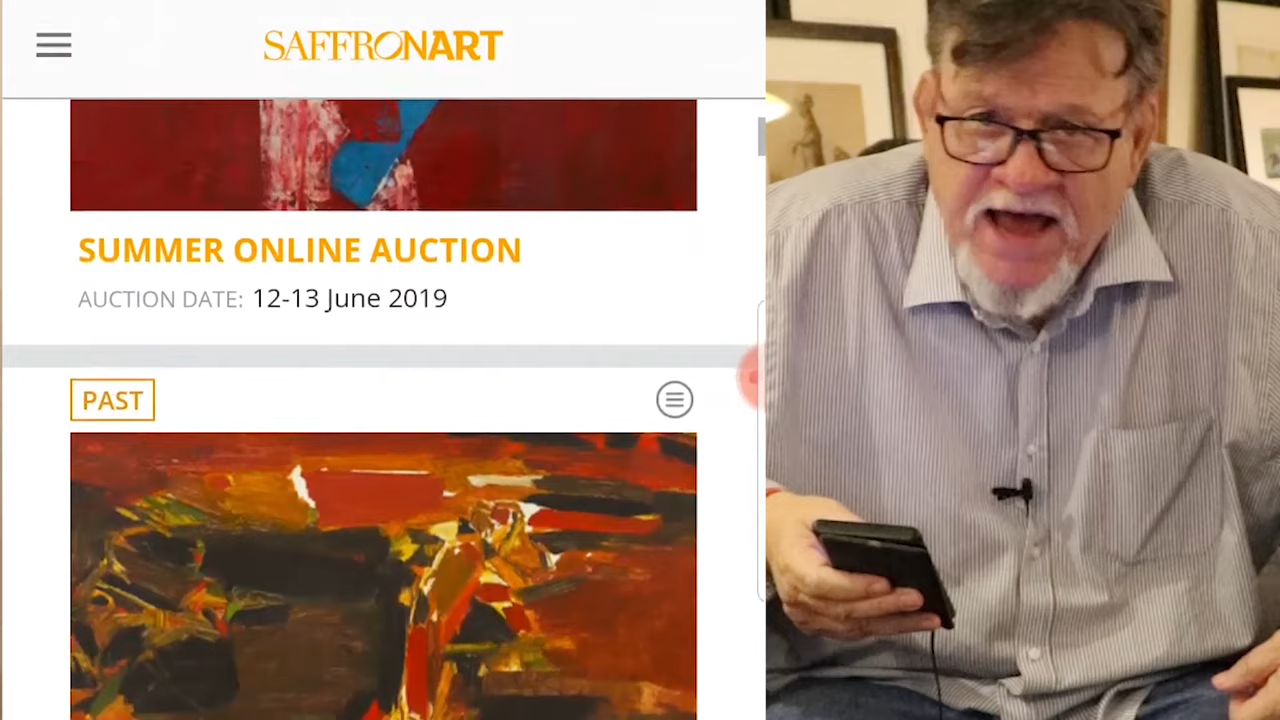 SAFFRONART
SUMMER ONLINE AUCTION
AUCTION DATE: 12-13 June 2019
PAST